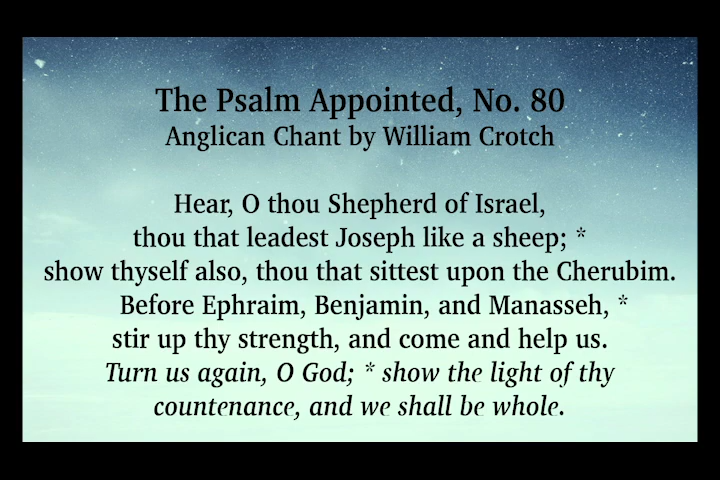 The Psalm Appointed, No. 80
Anglican Chant by William Crotch
Hear, O thou Shepherd of Israel,
thou that leadest Joseph like a sheep; *
show thyself also, thou that sittest upon the Cherubim.
Before Ephraim, Benjamin, and Manasseh, *
stir up thy strength, and come and help us.
Turn us again, O God; * show the light of thy
countenance, and we shall be whole.